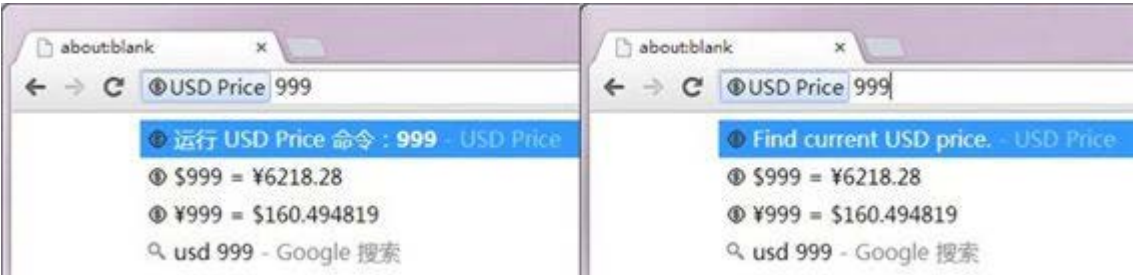 about:blank
USD Price 999
运行 USD Price 命令：999 - USD Price
$999 = ¥6218.28
¥999 = $160.494819
usd 999 - Google 搜索
about:blank
USD Price 999
Find current USD price. - USD Price
$999 = ¥6218.28
¥999 = $160.494819
usd 999 - Google 搜索